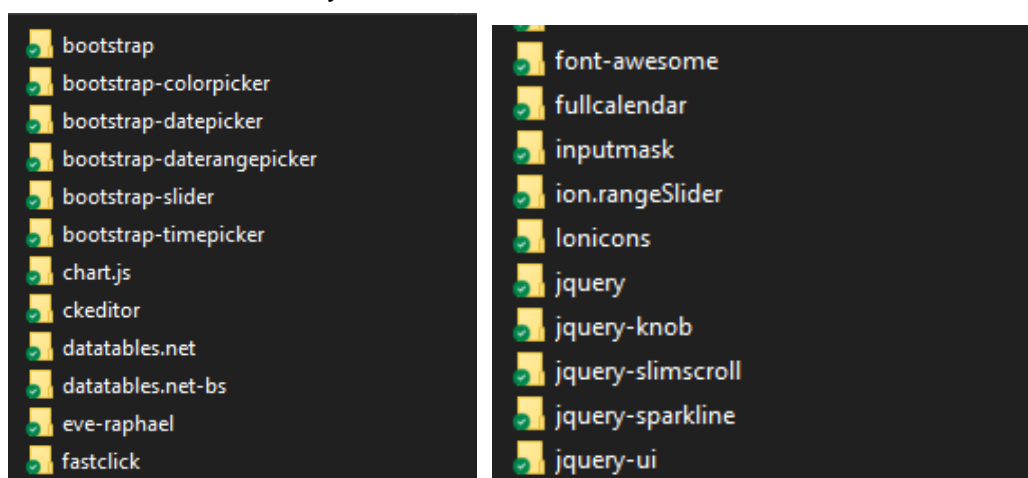 bootstrap
bootstrap-colorpicker
bootstrap-datepicker
bootstrap-daterangepicker
bootstrap-slider
bootstrap-timepicker
chart.js
ckeditor
datatables.net
datatables.net-bs
eve-raphael
fastclick
font-awesome
fullcalendar
inputmask
ion.rangeSlider
Ionicons
jquery
jquery-knob
jquery-slimscroll
jquery-sparkline
jquery-ui